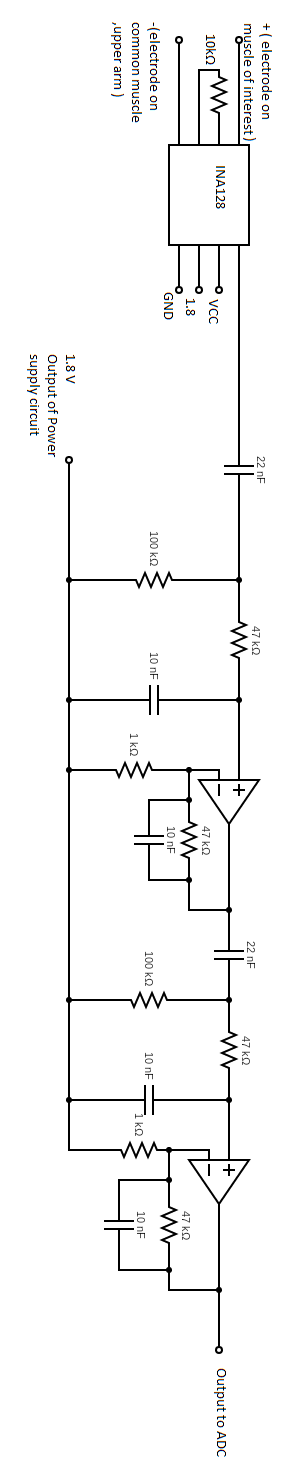 + ( electrode on
muscle of interest )
10kΩ
- (electrode on
common muscle
,upper arm )
INA128
VCC
1.8
GND
1.8 V
Output of Power
supply circuit
22 nF
100 kΩ
47 kΩ
10 nF
1 kΩ
47 kΩ
10 nF
22 nF
100 kΩ
47 kΩ
10 nF
1 kΩ
47 kΩ
10 nF
Output to ADC